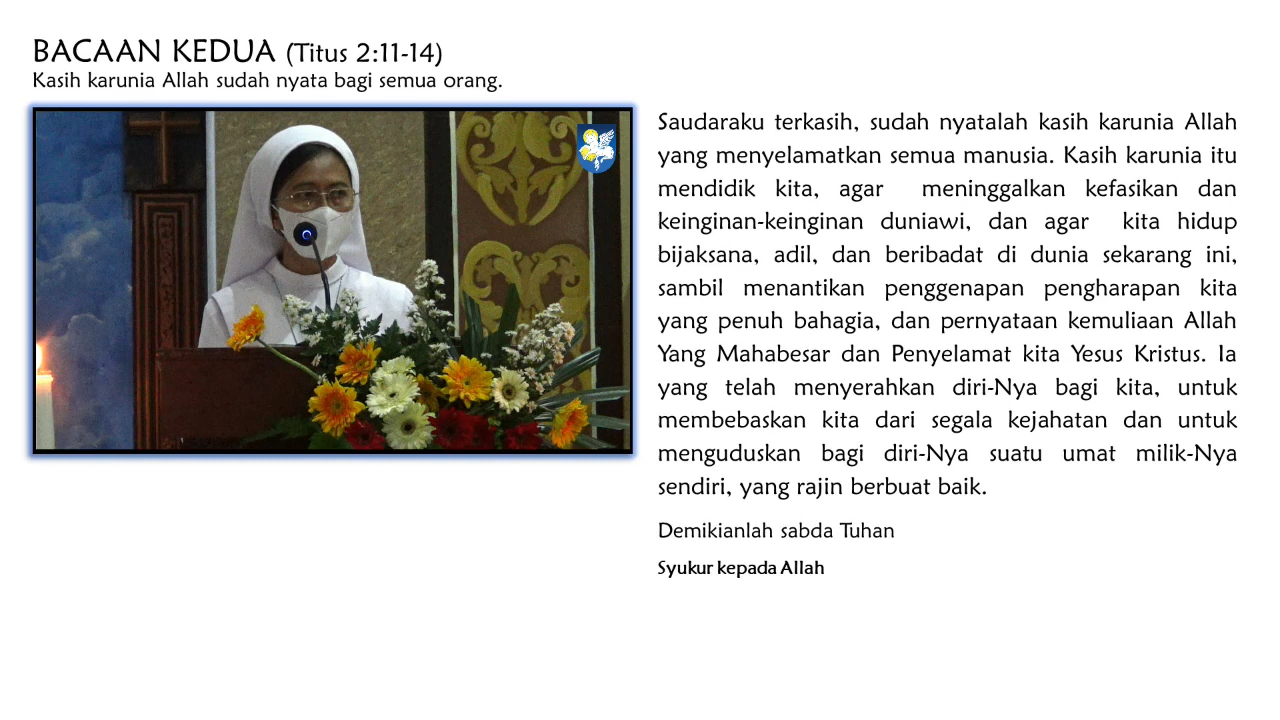 BACAAN KEDUA (Titus 2:11-14)
Kasih karunia Allah sudah nyata bagi semua orang.
Saudaraku terkasih, sudah nyatalah kasih karunia Allah
yang menyelamatkan semua manusia. Kasih karunia itu
mendidik kita, agar meninggalkan kefasikan dan
keinginan-keinginan duniawi, dan agar kita hidup
bijaksana, adil, dan beribadat di dunia sekarang ini,
sambil menantikan penggenapan pengharapan kita
yang penuh bahagia, dan pernyataan kemuliaan Allah
Yang Mahabesar dan Penyelamat kita Yesus Kristus. Ia
yang telah menyerahkan diri-Nya bagi kita, untuk
membebaskan kita dari segala kejahatan dan untuk
menguduskan bagi diri-Nya suatu umat milik-Nya
sendiri, yang rajin berbuat baik.
Demikianlah sabda Tuhan
Syukur kepada Allah